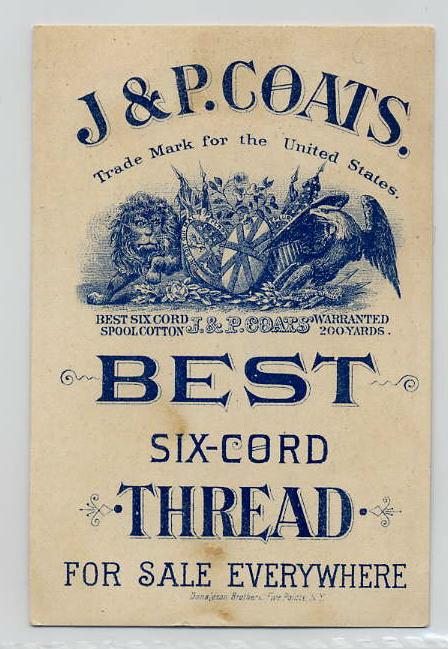 J & P. COATS.
Trade Mark for the United States.
BEST SIX CORD
SPOOL COTTON
J. & P. COATS
WARRANTED
200 YARDS.
BEST
SIX-CORD
THREAD
FOR SALE EVERYWHERE
Donaldson Brothers, Five Points, N.Y.